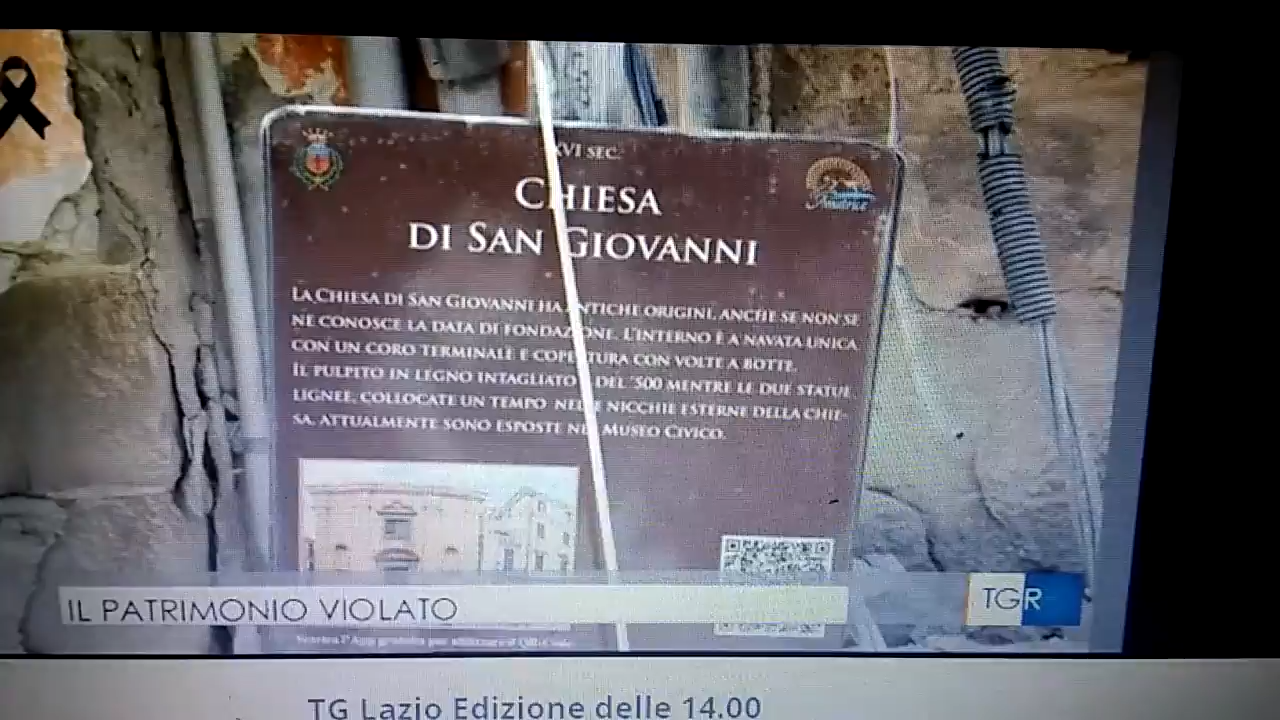 XVI SEC.
CHIESA
DI SAN GIOVANNI
LA CHIESA DI SAN GIOVANNI HA ANTICHE ORIGINI, ANCHE SE NON SE
NE CONOSCE LA DATA DI FONDAZIONE. L'INTERNO È A NAVATA UNICA
CON UN CORO TERMINALE E COPERTURA CON VOLTE A BOTTE.
IL PULPITO IN LEGNO INTAGLIATO È DEL '500 MENTRE LE DUE STATUE
LIGNEE, COLLOCATE UN TEMPO NELLE NICCHIE ESTERNE DELLA CHIE-
SA, ATTUALMENTE SONO ESPOSTE NEL MUSEO CIVICO.
IL PATRIMONIO VIOLATO
TGR
TG Lazio Edizione delle 14.00